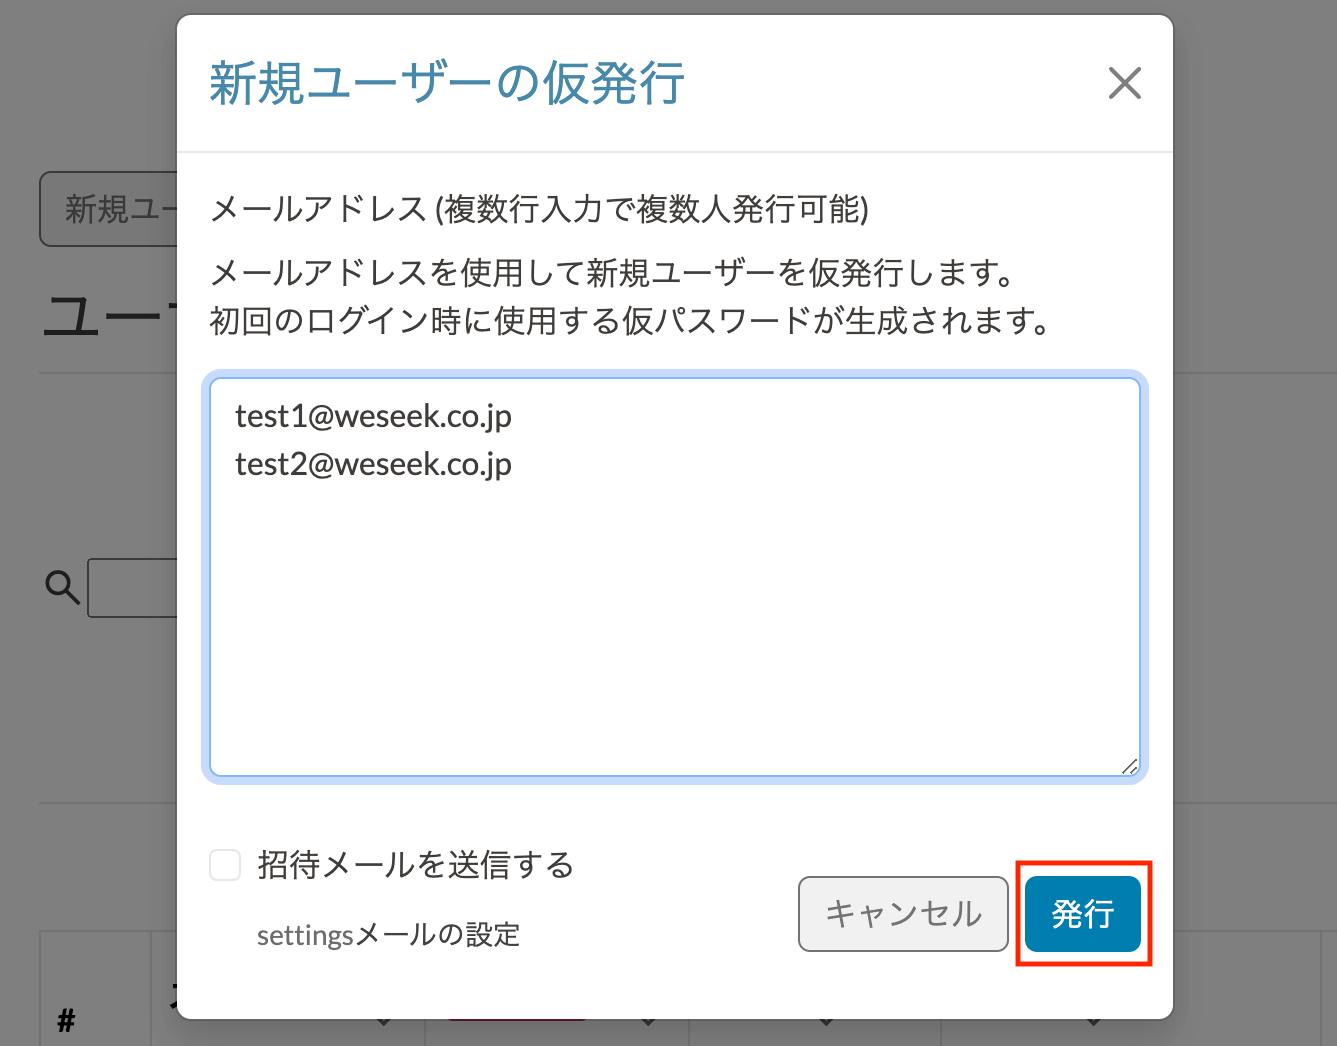 新規ユーザーの仮発行
新規ユー
メールアドレス (複数行入力で複数人発行可能)
メールアドレスを使用して新規ユーザーを仮発行します。
初回のログイン時に使用する仮パスワードが生成されます。
ユー
test1@weseek.co.jp
test2@weseek.co.jp
招待メールを送信する
キャンセル
発行
settingsメールの設定
#